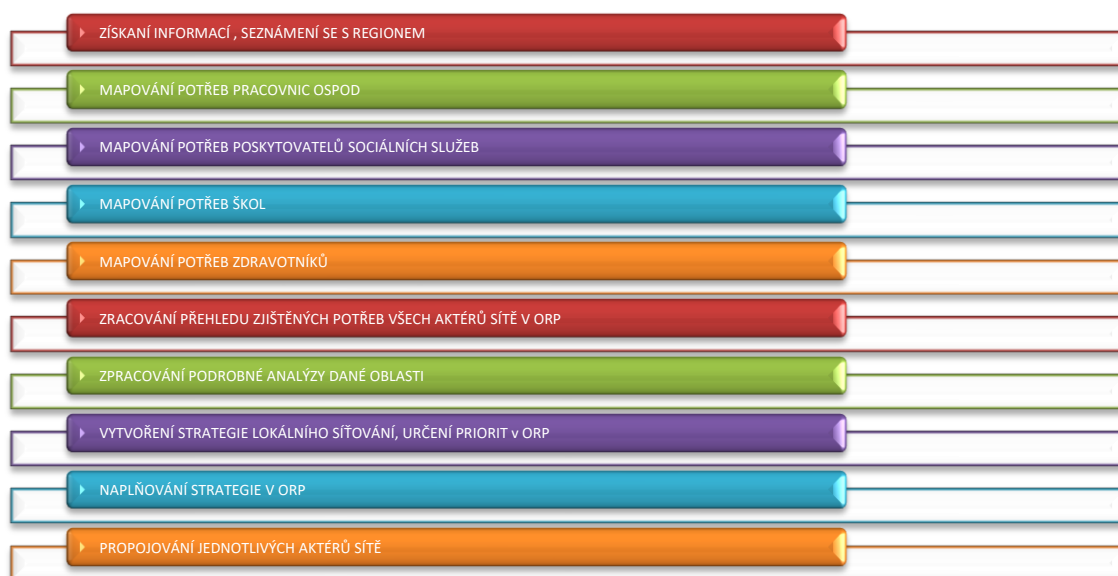 ZÍSKANÍ INFORMACÍ , SEZNÁMENÍ SE S REGIONEM
MAPOVÁNÍ POTŘEB PRACOVNIC OSPOD
MAPOVÁNÍ POTŘEB POSKYTOVATELŮ SOCIÁLNÍCH SLUŽEB
MAPOVÁNÍ POTŘEB ŠKOL
MAPOVÁNÍ POTŘEB ZDRAVOTNÍKŮ
ZRACOVÁNÍ PŘEHLEDU ZJIŠTĚNÝCH POTŘEB VŠECH AKTÉRŮ SÍTĚ V ORP
ZPRACOVÁNÍ PODROBNÉ ANALÝZY DANÉ OBLASTI
VYTVOŘENÍ STRATEGIE LOKÁLNÍHO SÍŤOVÁNÍ, URČENÍ PRIORIT v ORP
NAPLŇOVÁNÍ STRATEGIE V ORP
PROPOJOVÁNÍ JEDNOTLIVÝCH AKTÉRŮ SÍTĚ